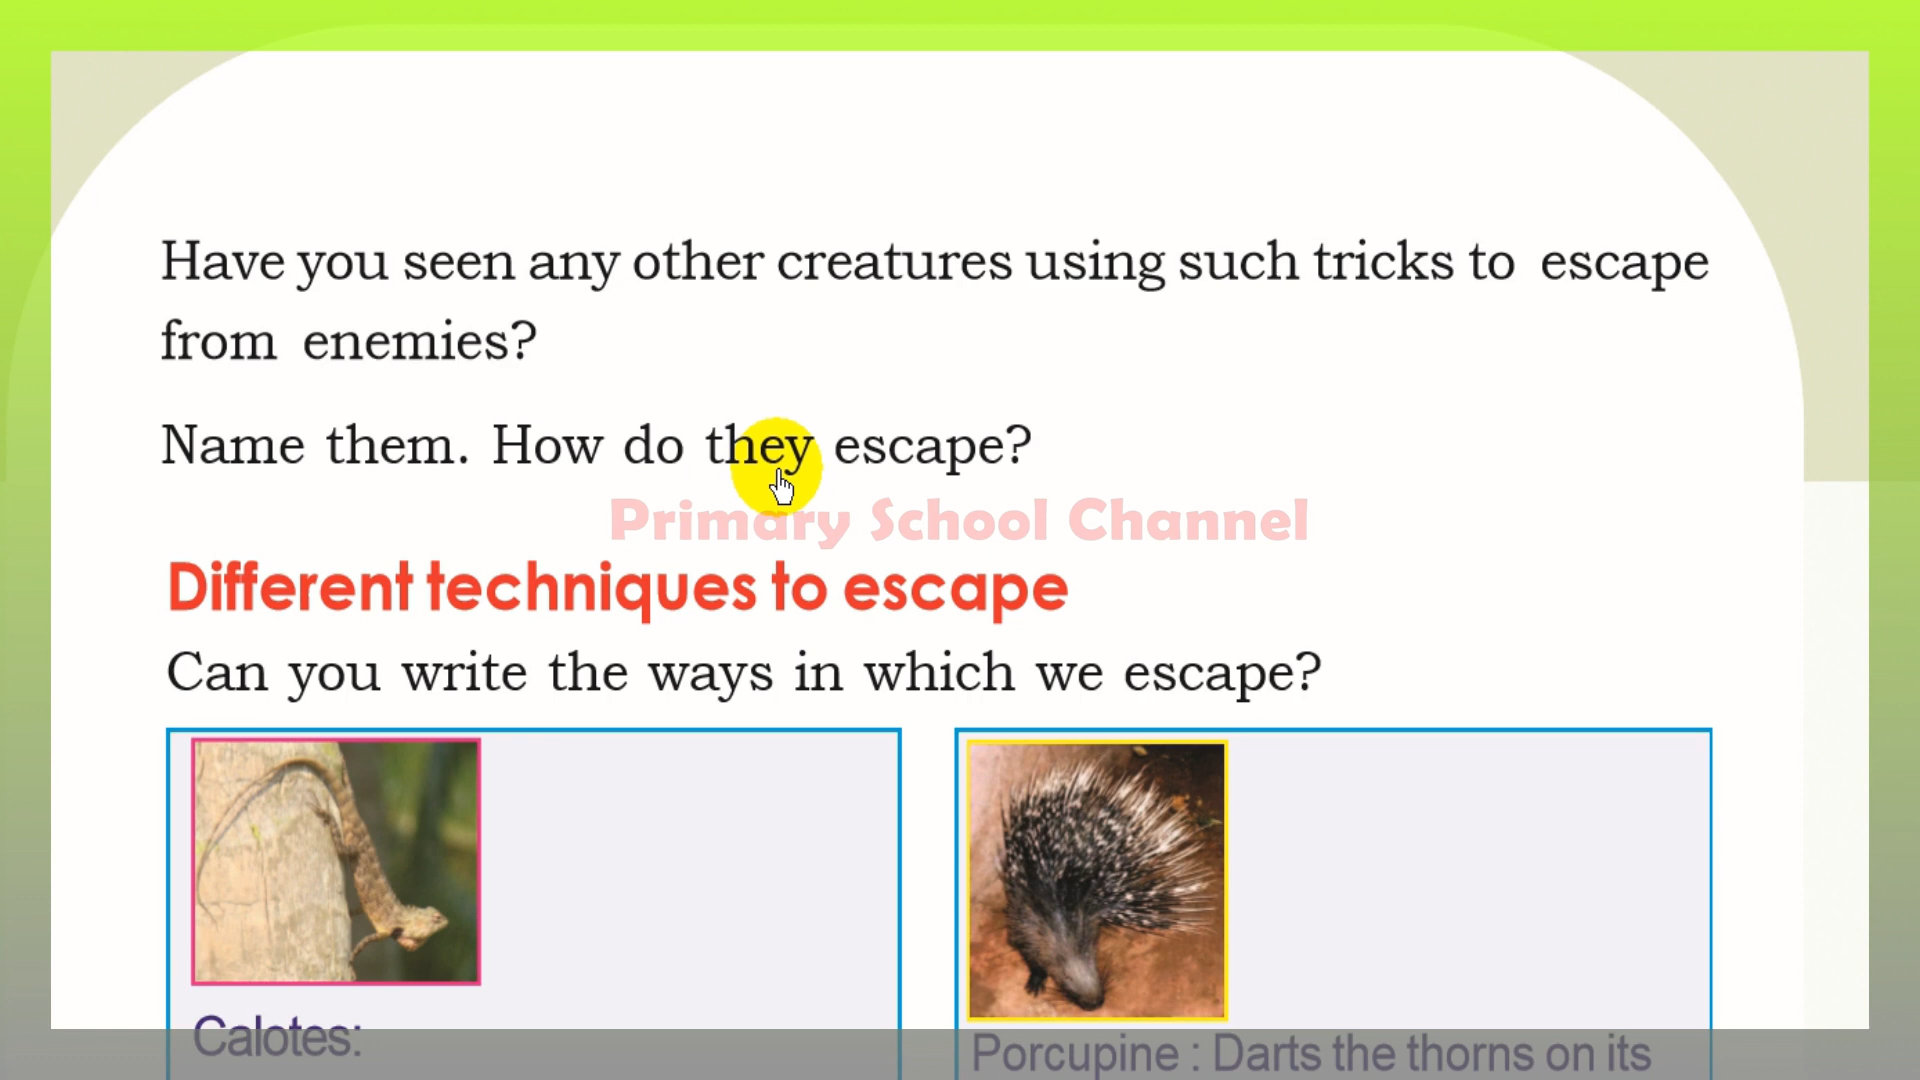 Have you seen any other creatures using such tricks to escape
from enemies?
Name them. How do they escape?
Primary School Channel
Different techniques to escape
Can you write the ways in which we escape?
Calotes:
Porcupine : Darts the thorns on its